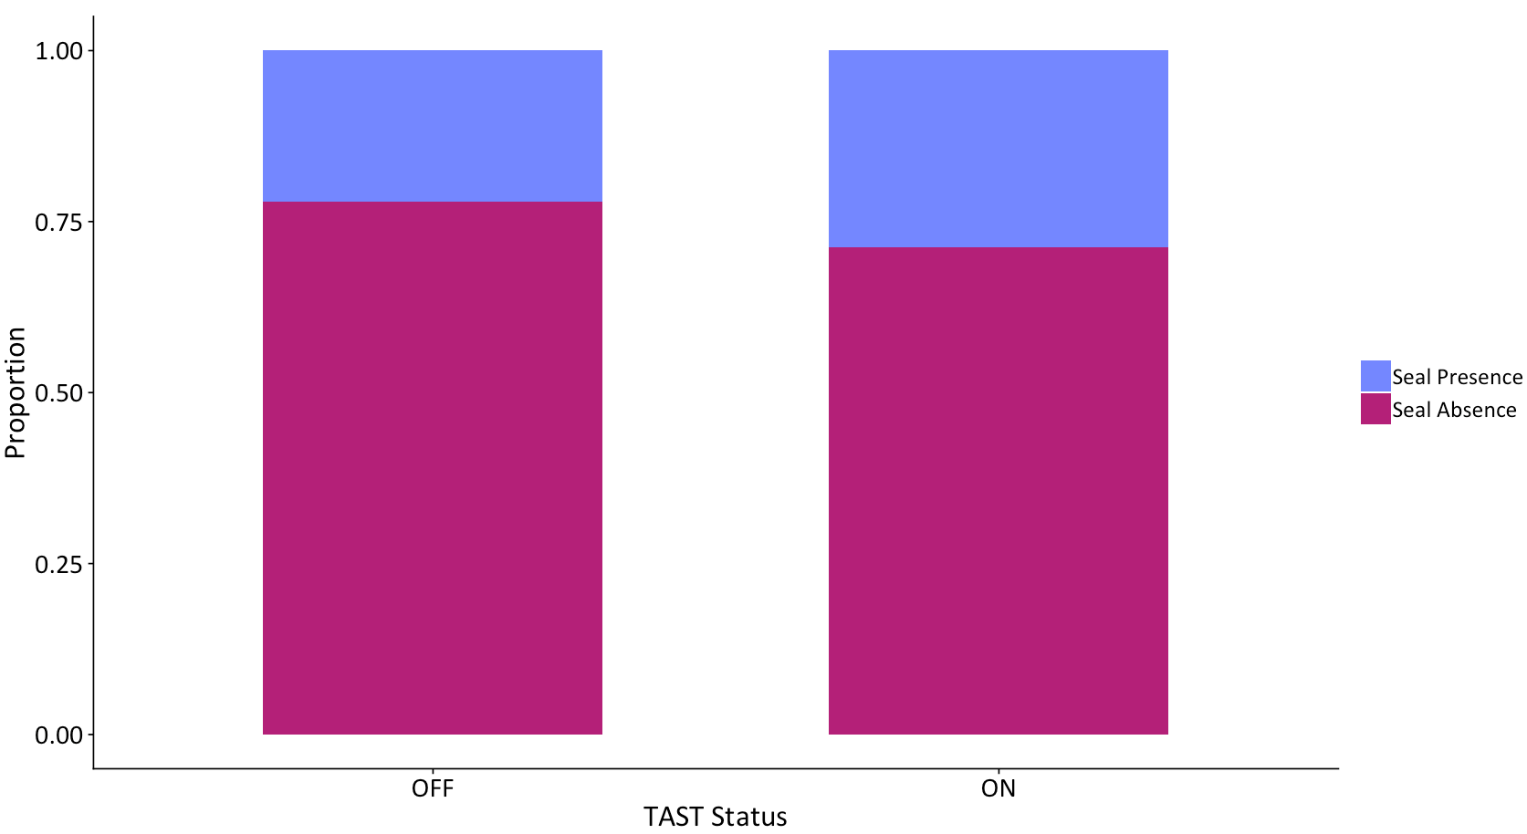 1.00
0.75
0.50
0.25
0.00
Proportion
OFF
ON
TAST Status
Seal Presence
Seal Absence